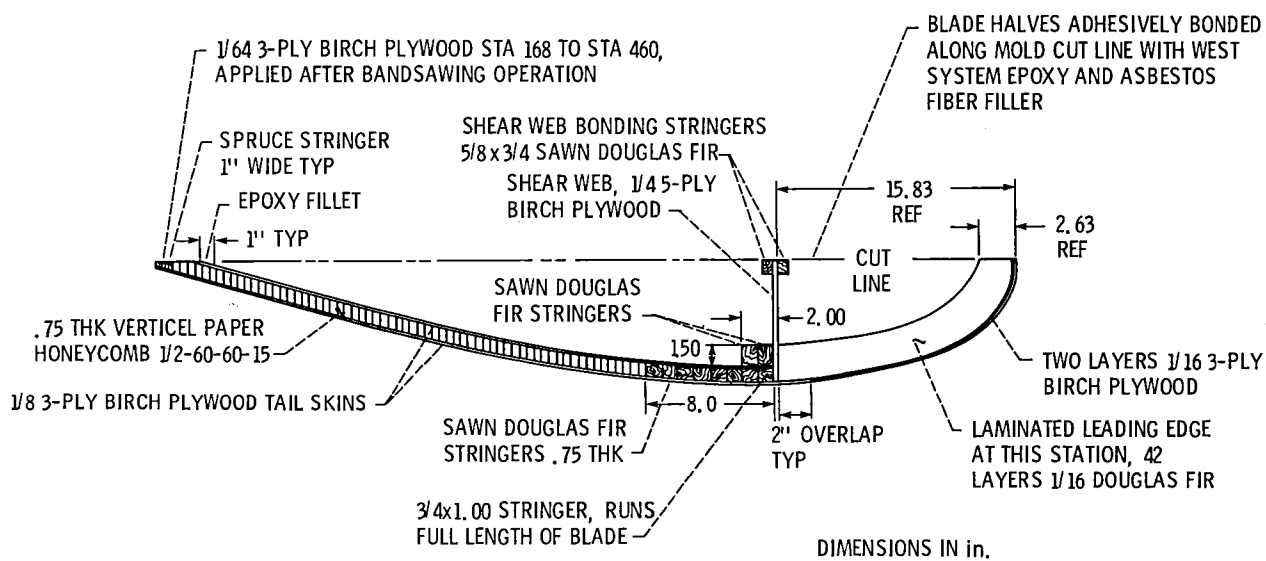 1/64 3-PLY BIRCH PLYWOOD STA 168 TO STA 460,
APPLIED AFTER BANDSAWING OPERATION
BLADE HALVES ADHESIVELY BONDED
ALONG MOLD CUT LINE WITH WEST
SYSTEM EPOXY AND ASBESTOS
FIBER FILLER
SPRUCE STRINGER
1" WIDE TYP
SHEAR WEB BONDING STRINGERS
5/8 x 3/4 SAWN DOUGLAS FIR
SHEAR WEB, 1/4 5-PLY
BIRCH PLYWOOD
EPOXY FILLET
1" TYP
15.83
REF
2.63
REF
CUT
LINE
SAWN DOUGLAS
FIR STRINGERS
2.00
150
.75 THK VERTICEL PAPER
HONEYCOMB 1/2-60-60-15
1/8 3-PLY BIRCH PLYWOOD TAIL SKINS
8.0
TWO LAYERS 1/16 3-PLY
BIRCH PLYWOOD
SAWN DOUGLAS FIR
STRINGERS .75 THK
2" OVERLAP
TYP
LAMINATED LEADING EDGE
AT THIS STATION, 42
LAYERS 1/16 DOUGLAS FIR
3/4x1.00 STRINGER, RUNS
FULL LENGTH OF BLADE
DIMENSIONS IN in.